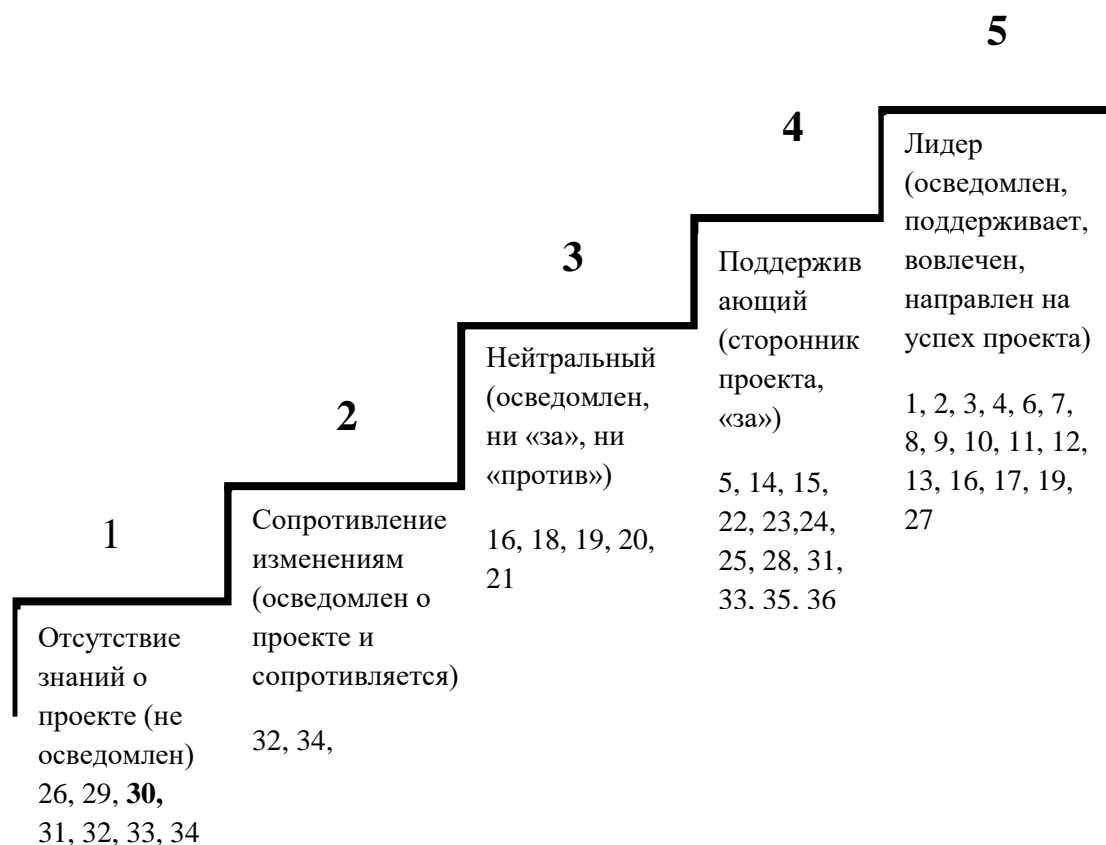 5
4
Лидер
(осведомлен,
поддерживает,
вовлечен,
направлен на
успех проекта)
1, 2, 3, 4, 6, 7,
8, 9, 10, 11, 12,
13, 16, 17, 19,
27
3
Поддержив
ающий
(сторонник
проекта,
«за»)
5, 14, 15,
22, 23,24,
25, 28, 31,
33, 35, 36
2
Нейтральный
(осведомлен,
ни «за», ни
«против»)
16, 18, 19, 20,
21
1
Сопротивление
изменениям
(осведомлен о
проекте и
сопротивляется)
32, 34,
Отсутствие
знаний о
проекте (не
осведомлен)
26, 29, 30,
31, 32, 33, 34